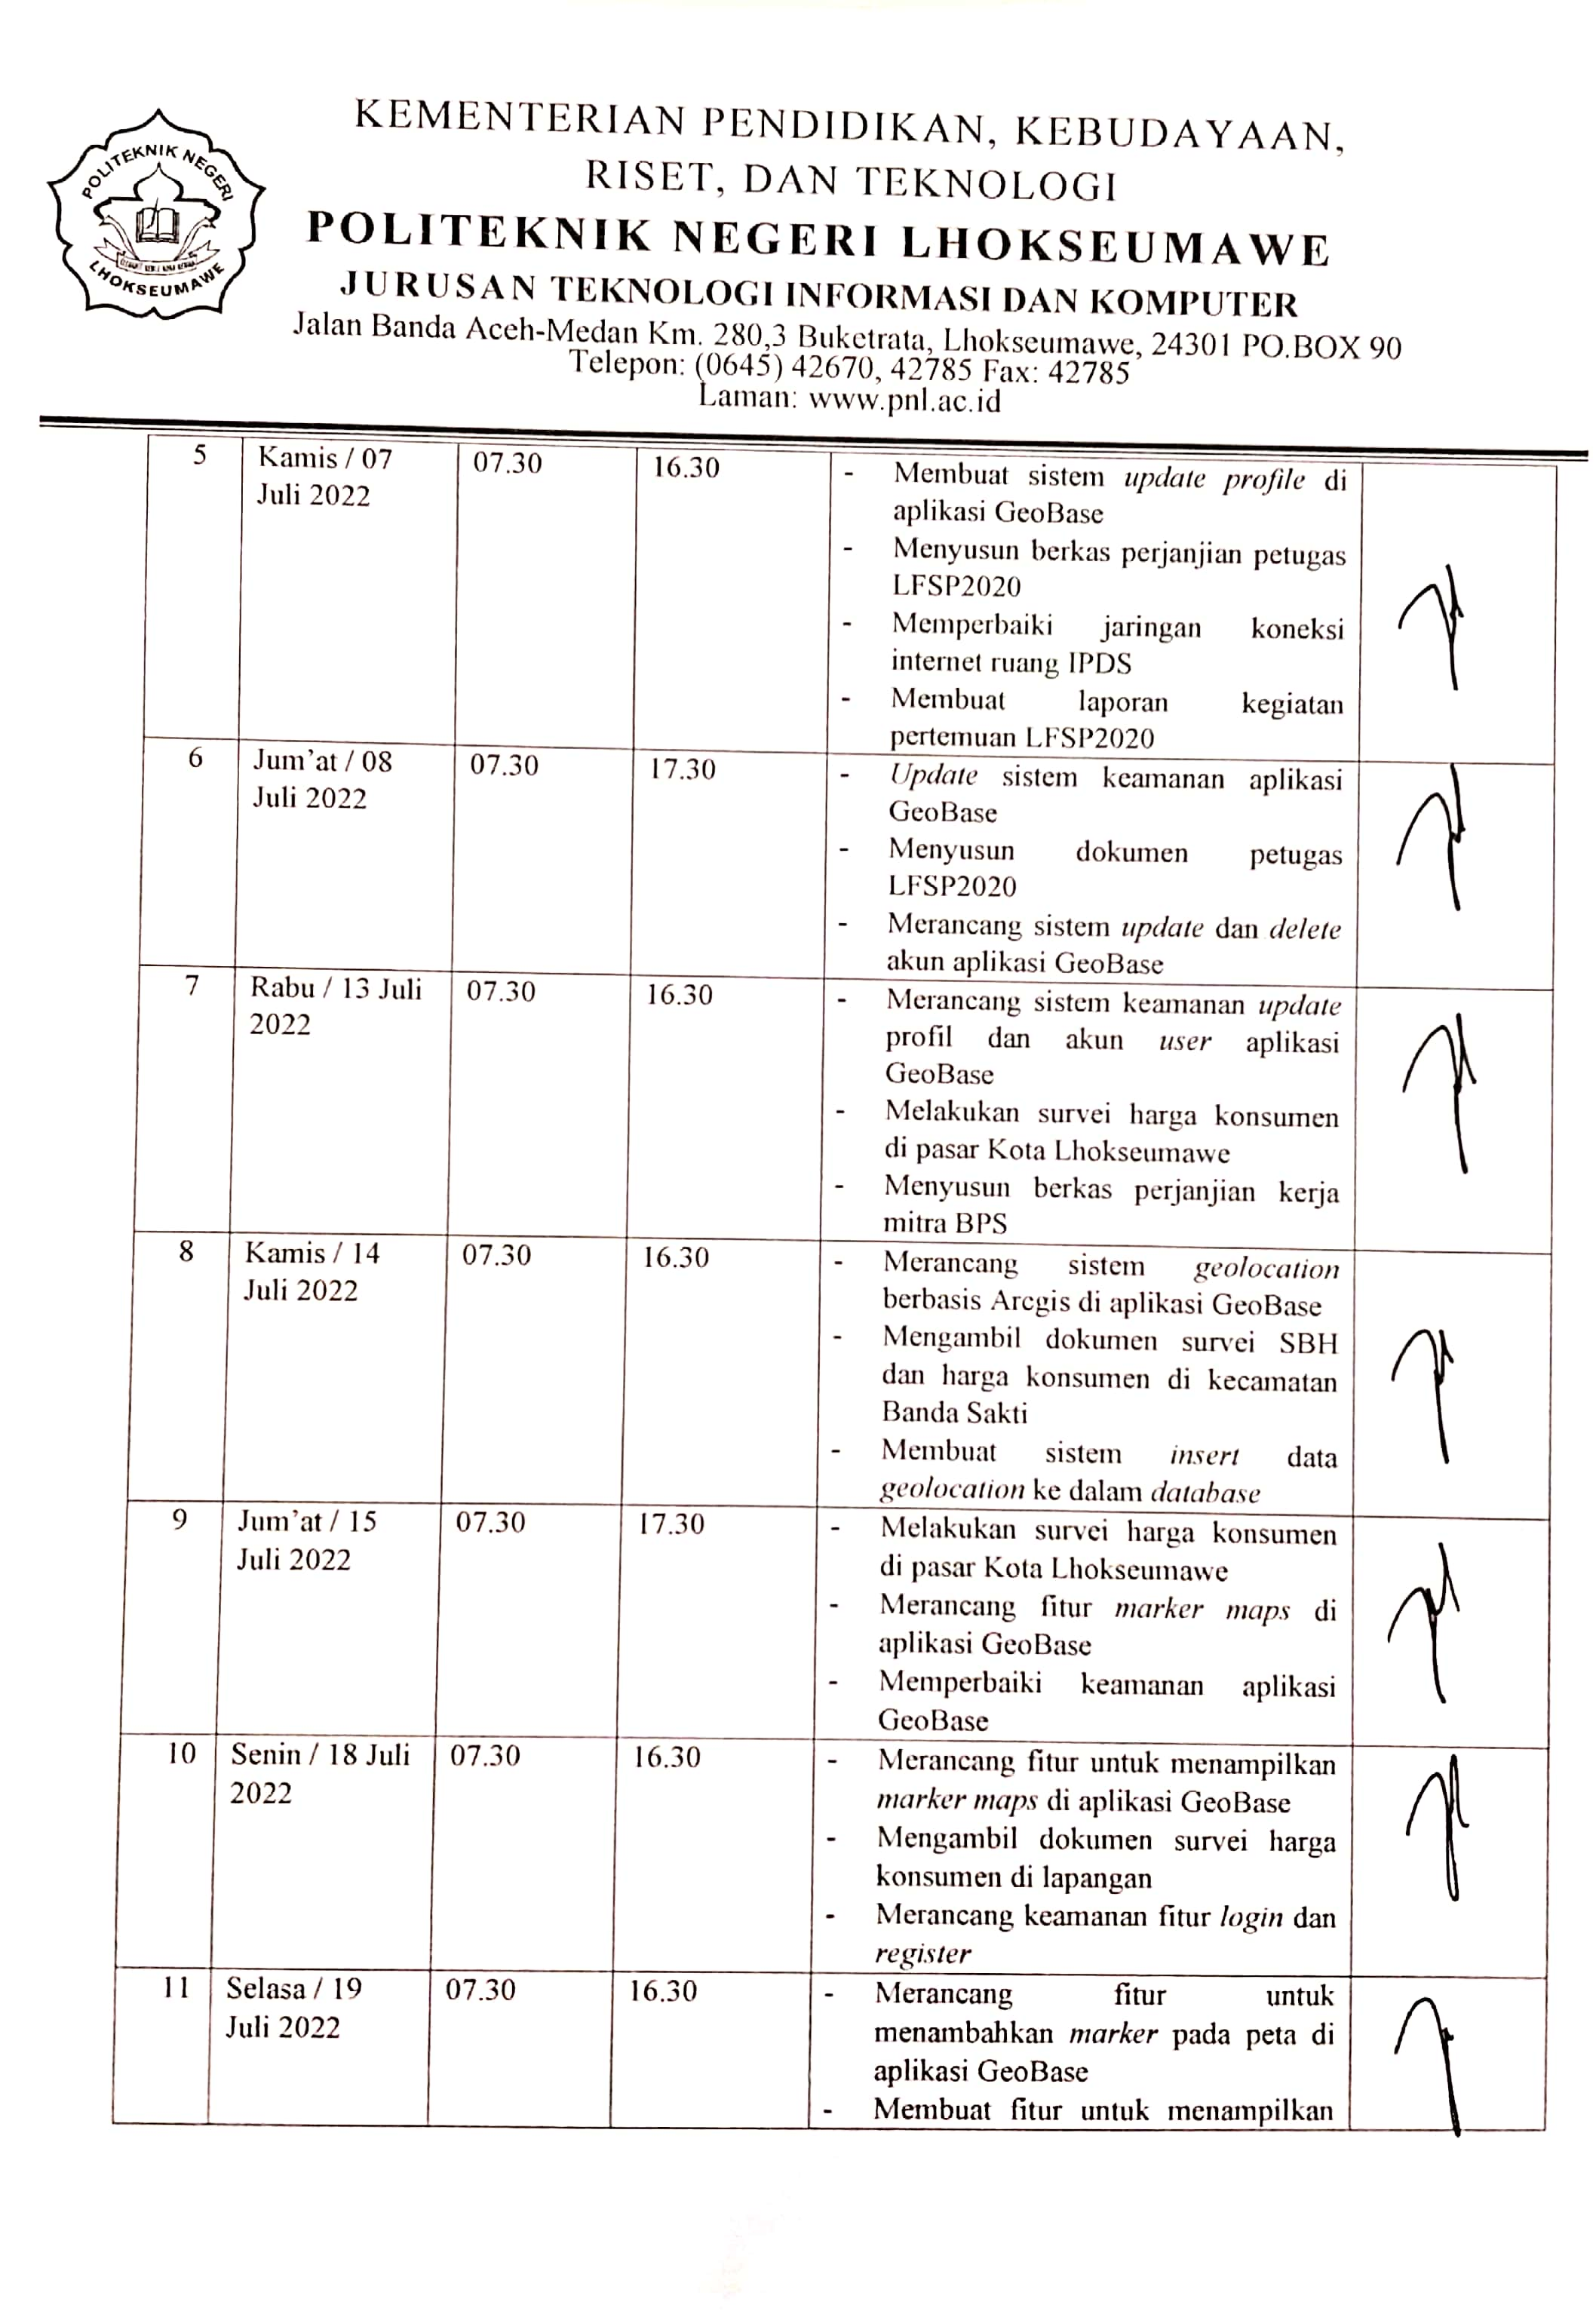 POLITEKNIK NEGERI
LHOKSEUMAWE
KEMENTERIAN PENDIDIKAN, KEBUDAYAAN,
RISET, DAN TEKNOLOGI
POLITEKNIK NEGERI LHOKSEUMAWE
JURUSAN TEKNOLOGI INFORMASI DAN KOMPUTER
Jalan Banda Aceh-Medan Km. 280,3 Buketrata, Lhokseumawe, 24301 PO.BOX 90
Telepon: (0645) 42670, 42785 Fax: 42785
Laman: www.pnl.ac.id
5 Kamis / 07 07.30 16.30 - Membuat sistem update profile di
Juli 2022 aplikasi GeoBase
- Menyusun berkas perjanjian petugas
LFSP2020
- Memperbaiki jaringan koneksi
internet ruang IPDS
- Membuat laporan kegiatan
pertemuan LFSP2020
6 Jum'at / 08 07.30 17.30 - Update sistem keamanan aplikasi
Juli 2022 GeoBase
- Menyusun dokumen petugas
LFSP2020
- Merancang sistem update dan delete
akun aplikasi GeoBase
7 Rabu / 13 Juli 07.30 16.30 - Merancang sistem keamanan update
2022 profil dan akun user aplikasi
GeoBase
- Melakukan survei harga konsumen
di pasar Kota Lhokseumawe
- Menyusun berkas perjanjian kerja
mitra BPS
8 Kamis / 14 07.30 16.30 - Merancang sistem geolocation
Juli 2022 berbasis Arcgis di aplikasi GeoBase
- Mengambil dokumen survei SBH
dan harga konsumen di kecamatan
Banda Sakti
- Membuat sistem insert data
geolocation ke dalam database
9 Jum'at / 15 07.30 17.30 - Melakukan survei harga konsumen
Juli 2022 di pasar Kota Lhokseumawe
- Merancang fitur marker maps di
aplikasi GeoBase
- Memperbaiki keamanan aplikasi
GeoBase
10 Senin / 18 Juli 07.30 16.30 - Merancang fitur untuk menampilkan
2022 marker maps di aplikasi GeoBase
- Mengambil dokumen survei harga
konsumen di lapangan
- Merancang keamanan fitur login dan
register
11 Selasa / 19 07.30 16.30 - Merancang fitur untuk
Juli 2022 menambahkan marker pada peta di
aplikasi GeoBase
- Membuat fitur untuk menampilkan